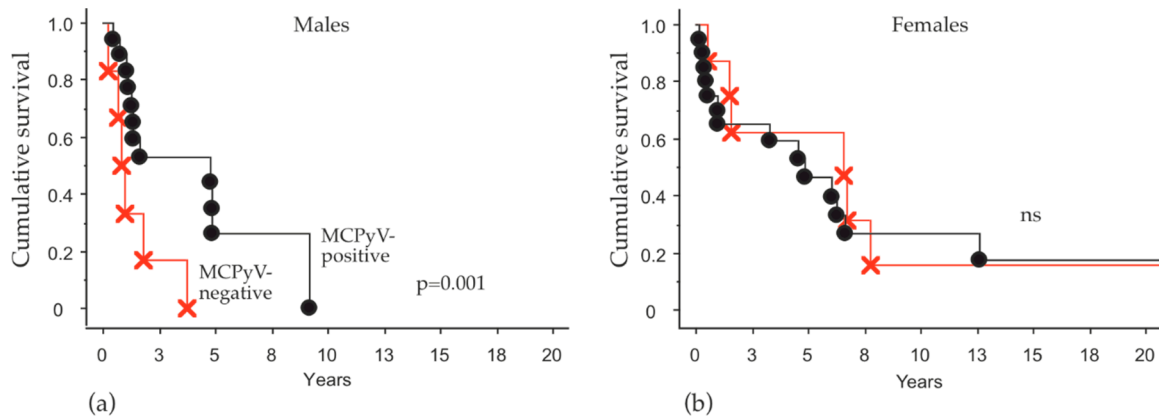 Males
Cumulative survival
1.0
0.8
0.6
0.4
0.2
0
MCPyV-
positive
MCPyV-
negative
p=0.001
0 3 5 8 10 13 15 18 20
Years
(a)
Females
Cumulative survival
1.0
0.8
0.6
0.4
0.2
0
ns
0 3 5 8 10 13 15 18 20
Years
(b)